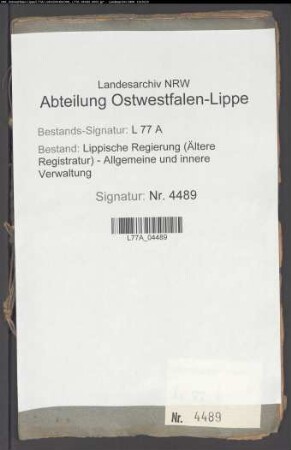 Landesarchiv NRW
Abteilung Ostwestfalen-Lippe
Bestands-Signatur: L 77 A
Bestand: Lippische Regierung (Ältere
Registratur) - Allgemeine und innere
Verwaltung
Signatur: Nr. 4489
L77A_04489
Nr. 4489